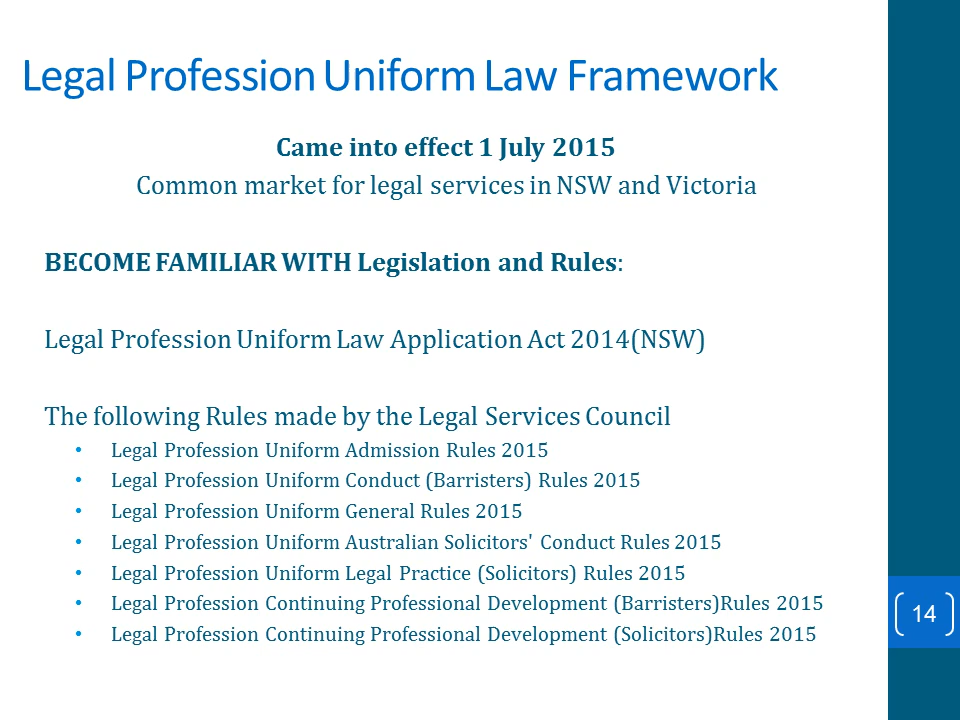 Legal Profession Uniform Law Framework
Came into effect 1 July 2015
Common market for legal services in NSW and Victoria
BECOME FAMILIAR WITH Legislation and Rules:
Legal Profession Uniform Law Application Act 2014(NSW)
The following Rules made by the Legal Services Council
• Legal Profession Uniform Admission Rules 2015
• Legal Profession Uniform Conduct (Barristers) Rules 2015
• Legal Profession Uniform General Rules 2015
• Legal Profession Uniform Australian Solicitors' Conduct Rules 2015
• Legal Profession Uniform Legal Practice (Solicitors) Rules 2015
• Legal Profession Continuing Professional Development (Barristers)Rules 2015
• Legal Profession Continuing Professional Development (Solicitors)Rules 2015
14